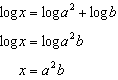 log x = log a² + log b
log x = log a²b
x = a²b